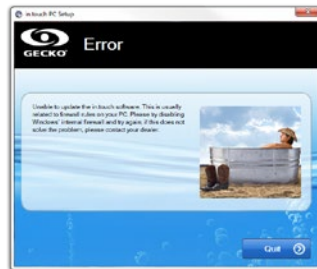 in.touch PC Setup
GECKO
Error
Unable to update the in.touch software. This is usually
related to firewall rules on your PC. Please try disabling
Windows' internal firewall and try again, if this does not
solve the problem, please contact your dealer.
Quit